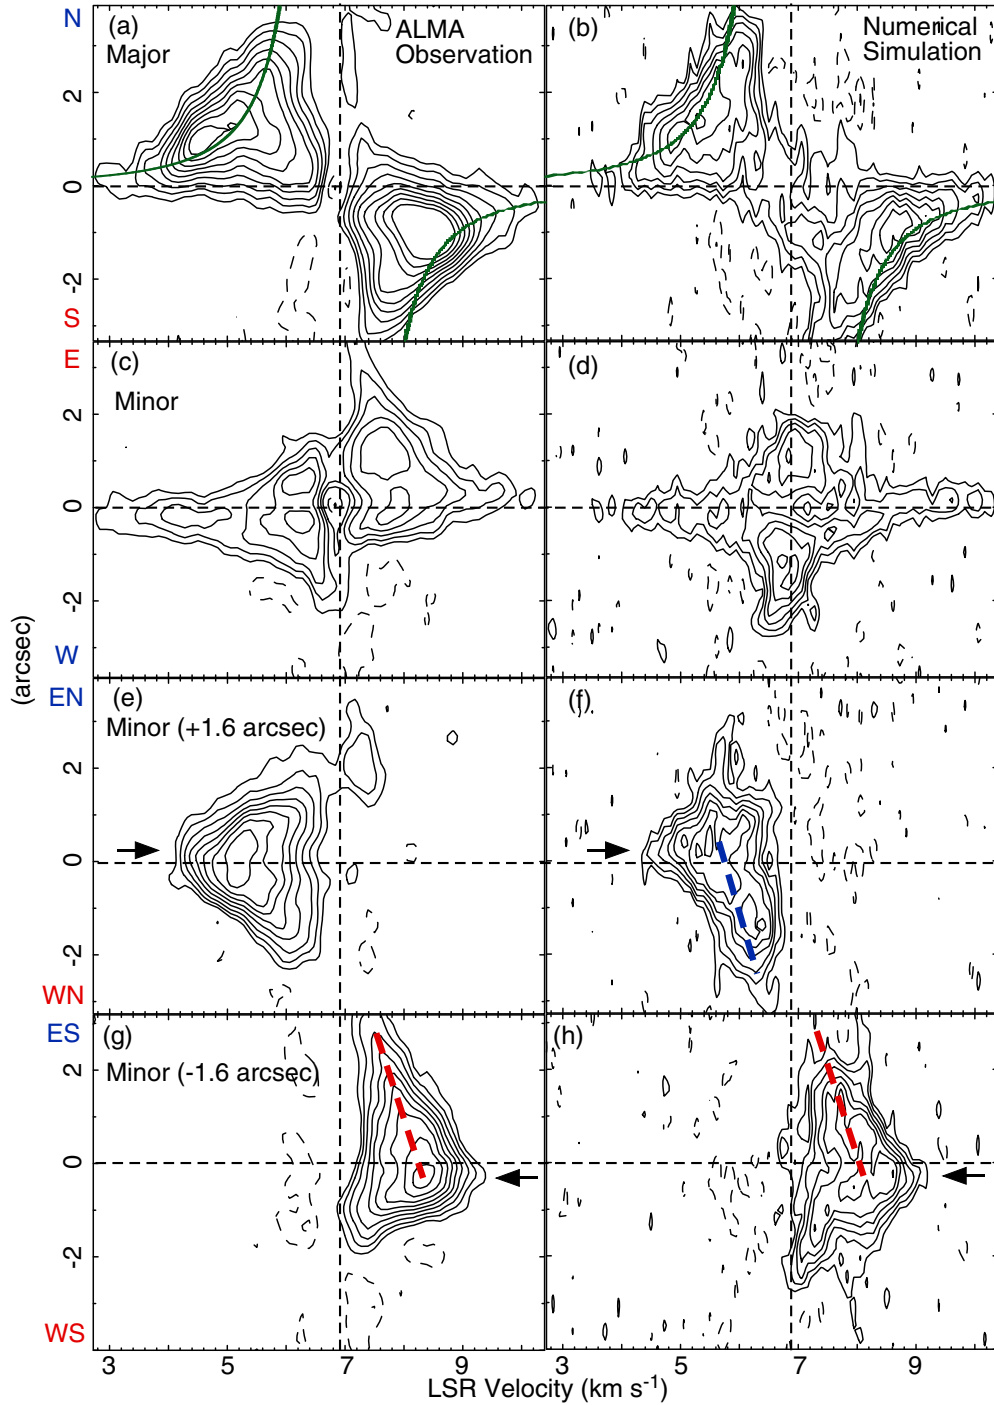 N
(a)
Major
ALMA
Observation
(b)
Numerical
Simulation
2
0
-2
S
E
(c)
Minor
(d)
2
0
-2
W
(arcsec)
EN
(e)
Minor (+1.6 arcsec)
(f)
2
0
-2
WN
ES
(g)
Minor (-1.6 arcsec)
(h)
2
0
-2
WS
3 5 7 9 3 5 7 9
LSR Velocity (km s⁻¹)